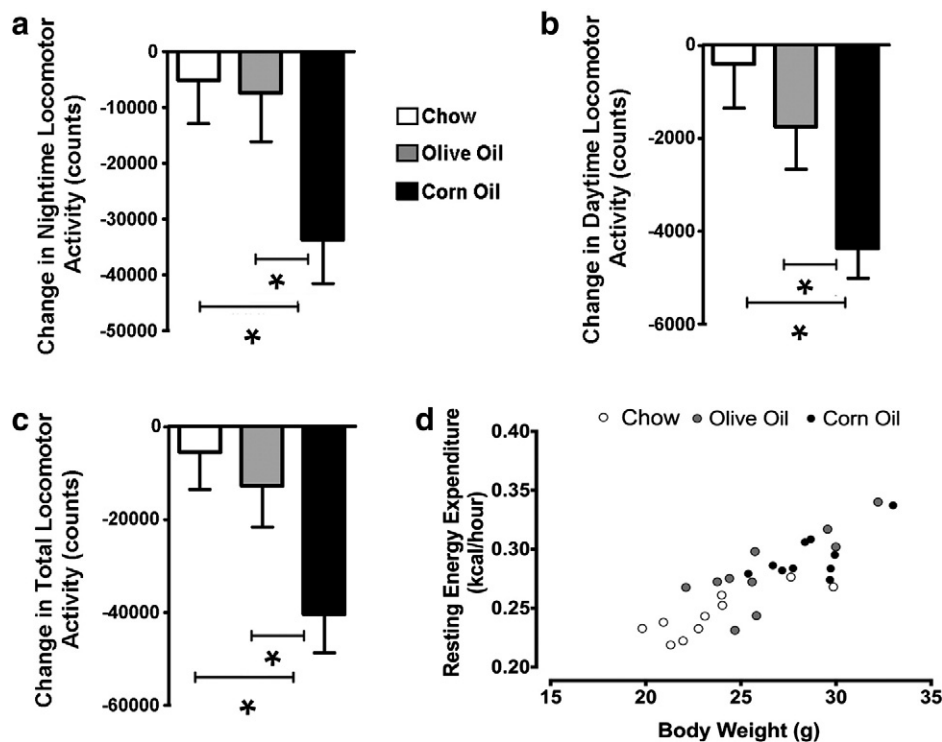 a
Change in Nightime Locomotor
Activity (counts)
0
-10000
-20000
-30000
-40000
-50000
*
*
Chow
Olive Oil
Corn Oil
b
Change in Daytime Locomotor
Activity (counts)
0
-2000
-4000
-6000
*
*
c
Change in Total Locomotor
Activity (counts)
0
-20000
-40000
-60000
*
*
d
Chow Olive Oil Corn Oil
Resting Energy Expenditure
(kcal/hour)
0.40
0.35
0.30
0.25
0.20
15 20 25 30 35
Body Weight (g)